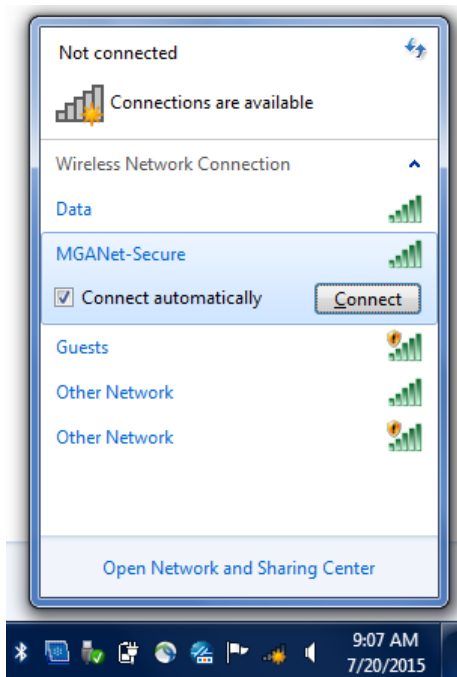 Not connected
Connections are available
Wireless Network Connection
Data
MGANet-Secure
Connect automatically
Connect
Guests
Other Network
Other Network
Open Network and Sharing Center
9:07 AM
7/20/2015